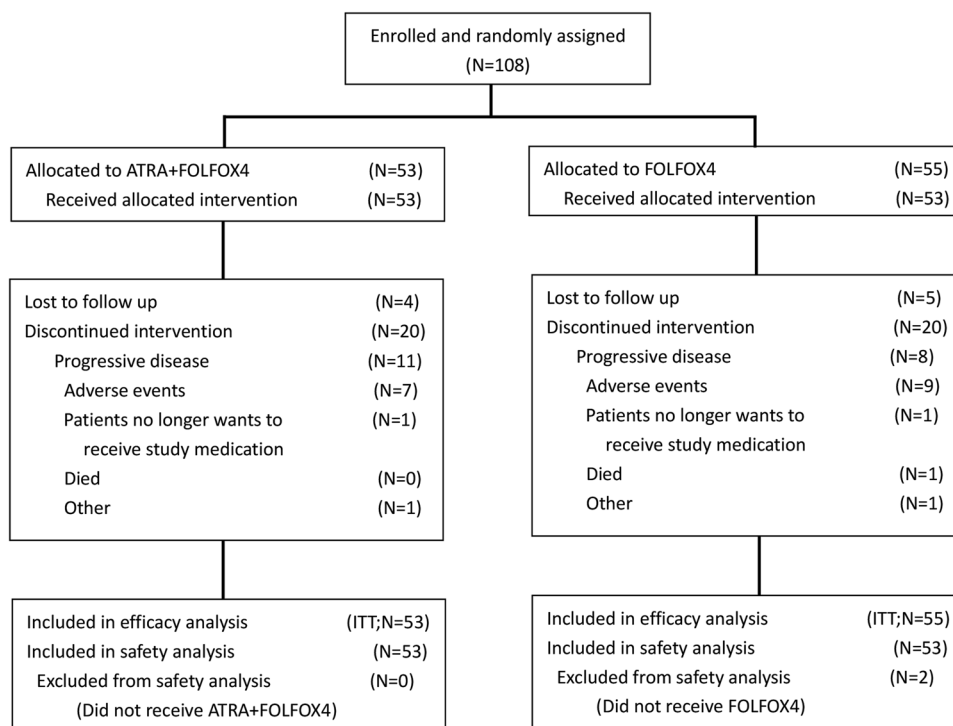 Enrolled and randomly assigned
(N=108)
Allocated to ATRA+FOLFOX4 (N=53)
Received allocated intervention (N=53)
Allocated to FOLFOX4 (N=55)
Received allocated intervention (N=53)
Lost to follow up (N=4)
Discontinued intervention (N=20)
Progressive disease (N=11)
Adverse events (N=7)
Patients no longer wants to (N=1)
receive study medication
Died (N=0)
Other (N=1)
Lost to follow up (N=5)
Discontinued intervention (N=20)
Progressive disease (N=8)
Adverse events (N=9)
Patients no longer wants to (N=1)
receive study medication
Died (N=1)
Other (N=1)
Included in efficacy analysis (ITT;N=53)
Included in safety analysis (N=53)
Excluded from safety analysis (N=0)
(Did not receive ATRA+FOLFOX4)
Included in efficacy analysis (ITT;N=55)
Included in safety analysis (N=53)
Excluded from safety analysis (N=2)
(Did not receive FOLFOX4)